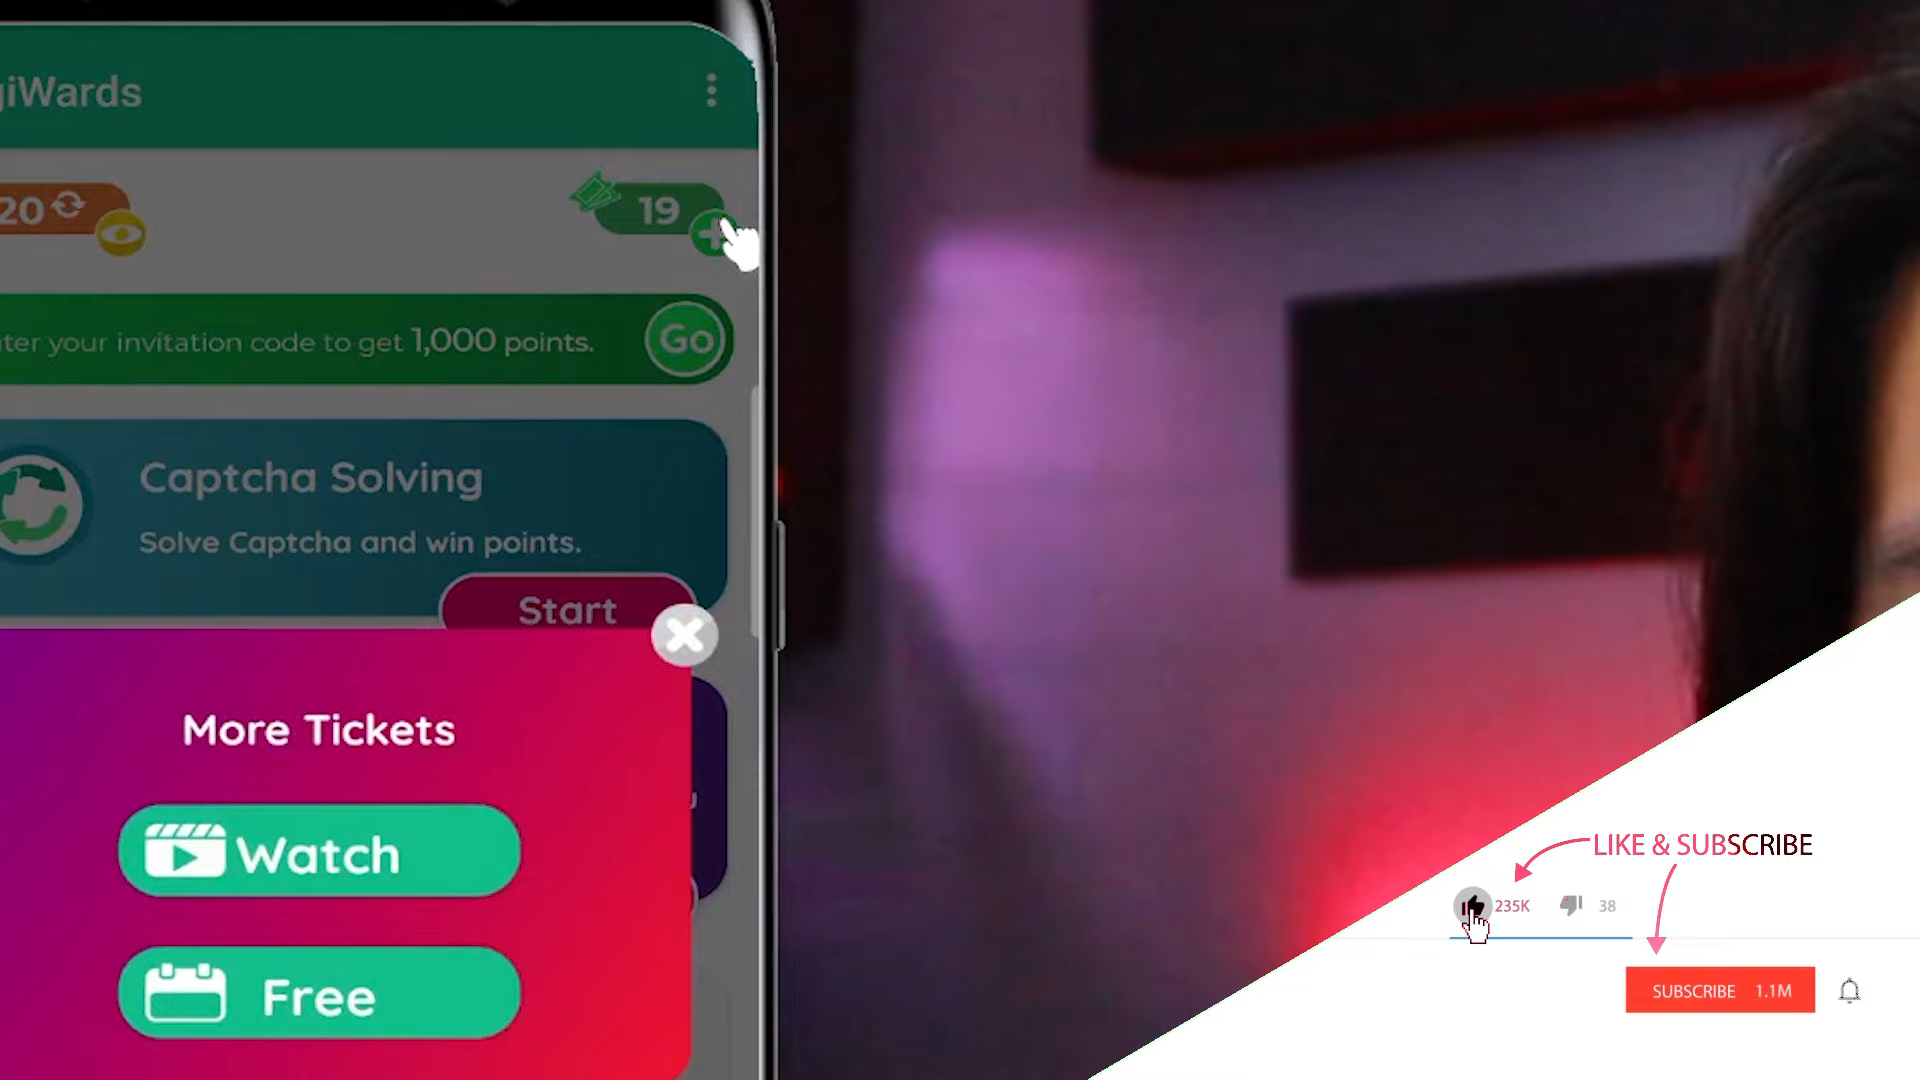 giWards
20
19
ter your invitation code to get 1,000 points.
Go
Captcha Solving
Solve Captcha and win points.
Start
More Tickets
Watch
Free
LIKE & SUBSCRIBE
235K
38
SUBSCRIBE 1.1M